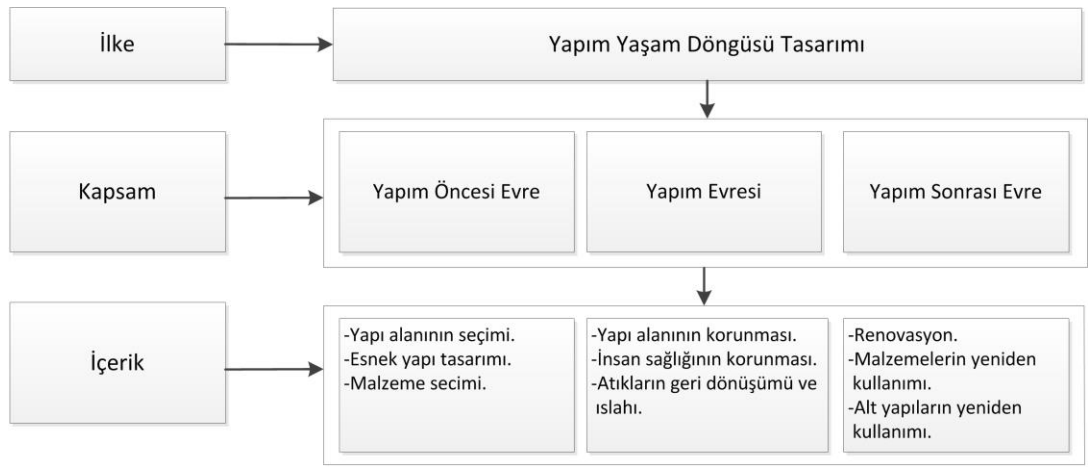 İlke
Yapım Yaşam Döngüsü Tasarımı
Kapsam
Yapım Öncesi Evre
Yapım Evresi
Yapım Sonrası Evre
İçerik
-Yapı alanının seçimi.
-Esnek yapı tasarımı.
-Malzeme secimi.
-Yapı alanının korunması.
-İnsan sağlığının korunması.
-Atıkların geri dönüşümü ve
ıslahı.
-Renovasyon.
-Malzemelerin yeniden
kullanımı.
-Alt yapıların yeniden
kullanımı.